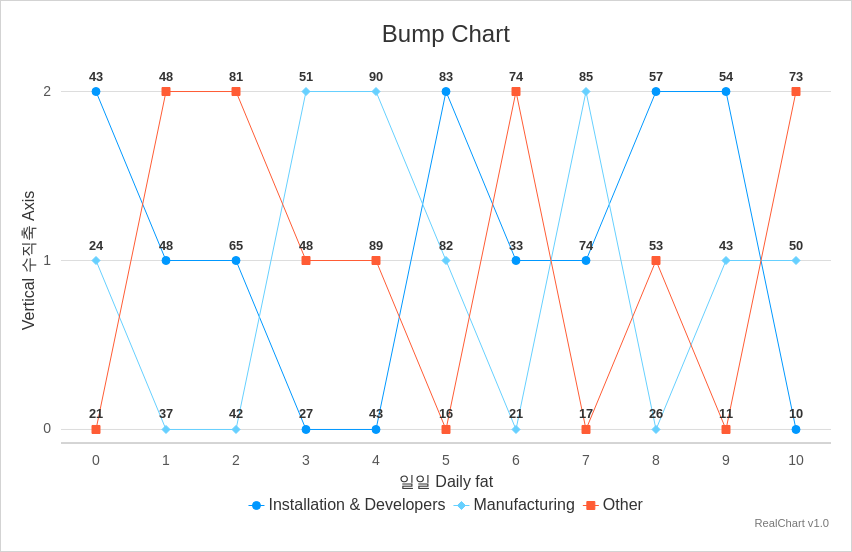 Bump Chart
43 48 81 51 90 83 74 85 57 54 73
2
24 48 65 48 89 82 33 74 53 43 50
1
21 37 42 27 43 16 21 17 26 11 10
0
Vertical 수직축 Axis
0 1 2 3 4 5 6 7 8 9 10
일일 Daily fat
Installation & Developers Manufacturing Other
RealChart v1.0